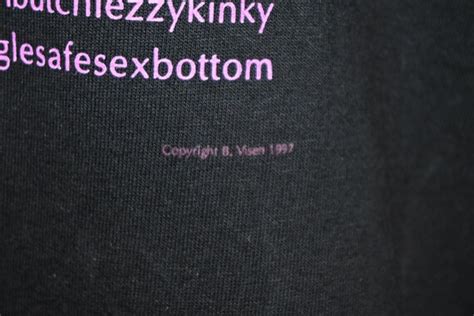 butchlezzykinky
glesafesexbottom
Copyright B. Visen 1997